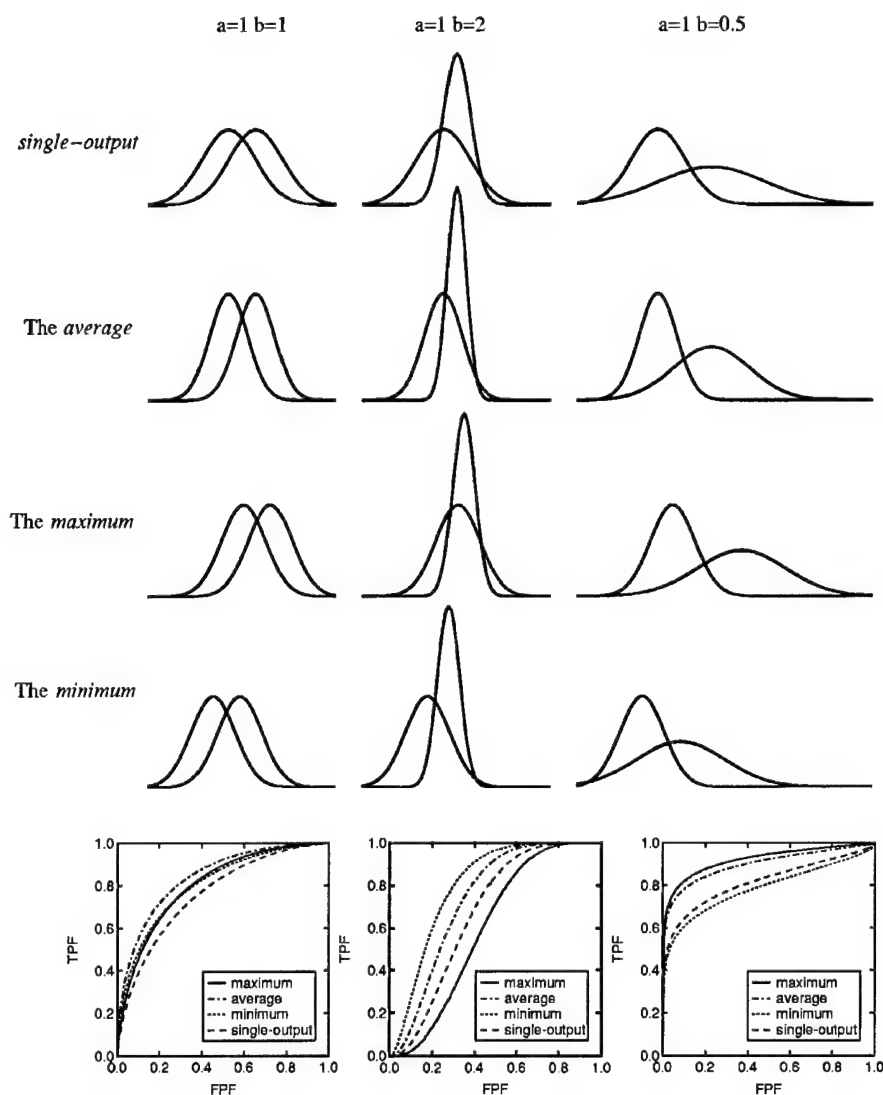 a=1 b=1 a=1 b=2 a=1 b=0.5
single-output
The average
The maximum
The minimum
1.0
0.8
0.6
0.4
0.2
0.0
TPF
maximum
average
minimum
single-output
0.0 0.2 0.4 0.6 0.8 1.0
FPF
1.0
0.8
0.6
0.4
0.2
0.0
TPF
maximum
average
minimum
single-output
0.0 0.2 0.4 0.6 0.8 1.0
FPF
1.0
0.8
0.6
0.4
0.2
0.0
TPF
maximum
average
minimum
single-output
0.0 0.2 0.4 0.6 0.8 1.0
FPF